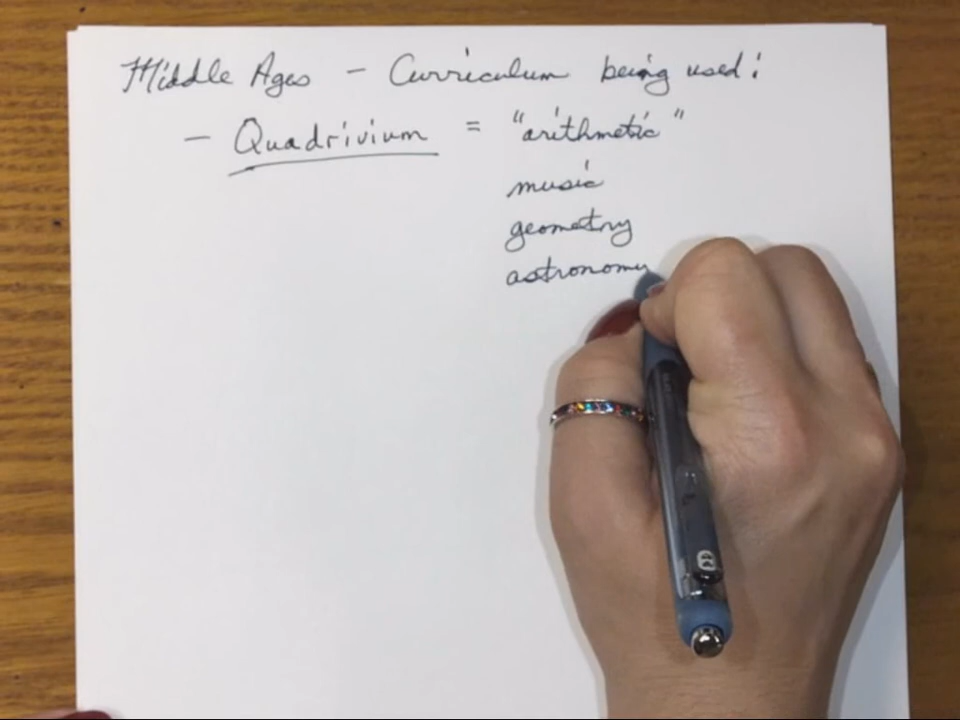 Middle Ages - Curriculum being used:
- Quadrivium = "arithmetic"
music
geometry
astronomy